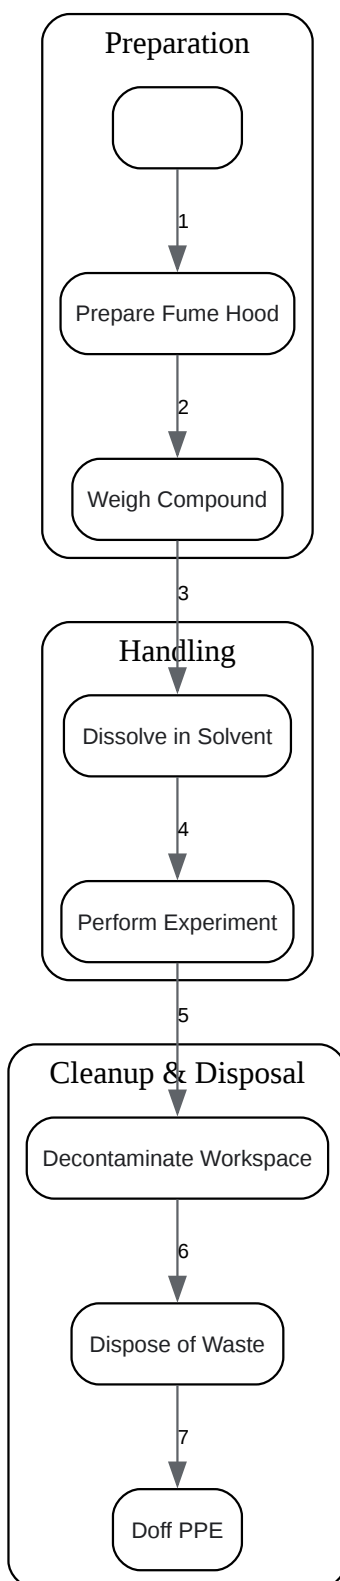 Preparation
1
Prepare Fume Hood
2
Weigh Compound
3
Handling
Dissolve in Solvent
4
Perform Experiment
5
Cleanup & Disposal
Decontaminate Workspace
6
Dispose of Waste
7
Doff PPE